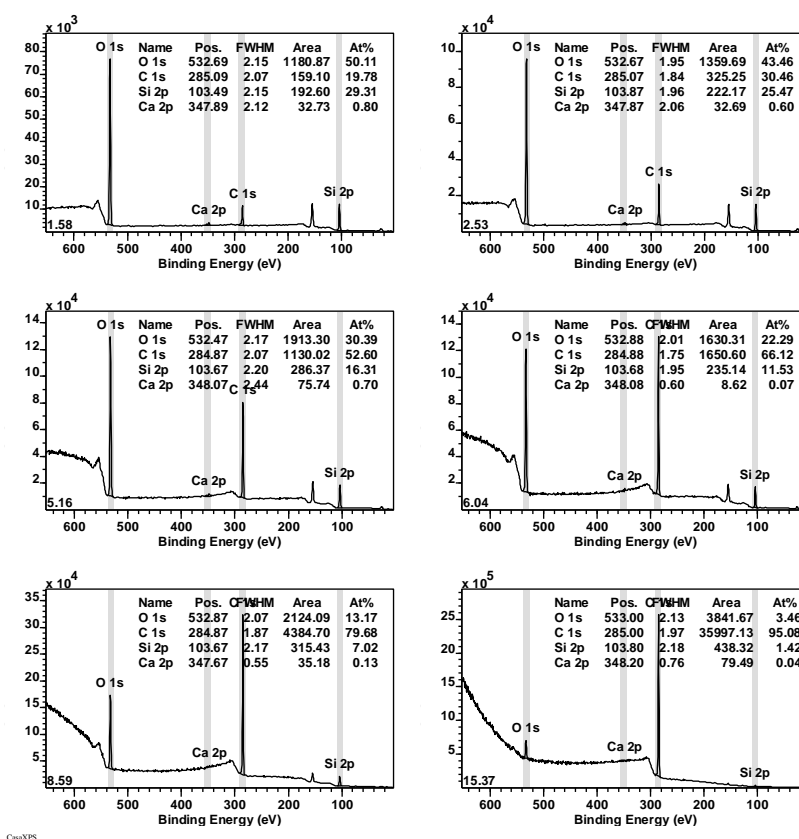 x 10³
80
70
60
50
40
30
20
10
1.58
O 1s
Ca 2p
C 1s
Si 2p
Name Pos. FWHM Area At%
O 1s 532.69 2.15 1180.87 50.11
C 1s 285.09 2.07 159.10 19.78
Si 2p 103.49 2.15 192.60 29.31
Ca 2p 347.89 2.12 32.73 0.80
600 500 400 300 200 100
Binding Energy (eV)
x 10⁴
10
8
6
4
2
2.53
O 1s
Ca 2p
C 1s
Si 2p
Name Pos. FWHM Area At%
O 1s 532.67 1.95 1359.69 43.46
C 1s 285.07 1.84 325.25 30.46
Si 2p 103.87 1.96 222.17 25.47
Ca 2p 347.87 2.06 32.69 0.60
600 500 400 300 200 100
Binding Energy (eV)
x 10⁴
14
12
10
8
6
4
2
5.16
O 1s
Ca 2p
C 1s
Si 2p
Name Pos. FWHM Area At%
O 1s 532.47 2.17 1913.30 30.39
C 1s 284.87 2.07 1130.02 52.60
Si 2p 103.67 2.20 286.37 16.31
Ca 2p 348.07 2.44 75.74 0.70
600 500 400 300 200 100
Binding Energy (eV)
x 10⁴
14
12
10
8
6
4
2
6.04
O 1s
Ca 2p
C 1s
Si 2p
Name Pos. FWHM Area At%
O 1s 532.88 2.01 1630.31 22.29
C 1s 284.88 1.75 1650.60 66.12
Si 2p 103.68 1.95 235.14 11.53
Ca 2p 348.08 0.60 8.62 0.07
600 500 400 300 200 100
Binding Energy (eV)
x 10⁴
35
30
25
20
15
10
5
8.59
O 1s
Ca 2p
C 1s
Si 2p
Name Pos. FWHM Area At%
O 1s 532.87 2.07 2124.09 13.17
C 1s 284.87 1.87 4384.70 79.68
Si 2p 103.67 2.17 315.43 7.02
Ca 2p 347.67 0.55 35.18 0.13
600 500 400 300 200 100
Binding Energy (eV)
x 10⁵
25
20
15
10
5
15.37
O 1s
Ca 2p
C 1s
Si 2p
Name Pos. FWHM Area At%
O 1s 533.00 2.13 3841.67 3.46
C 1s 285.00 1.97 35997.13 95.08
Si 2p 103.80 2.18 438.32 1.42
Ca 2p 348.20 0.76 79.49 0.04
600 500 400 300 200 100
Binding Energy (eV)
CasaXPS